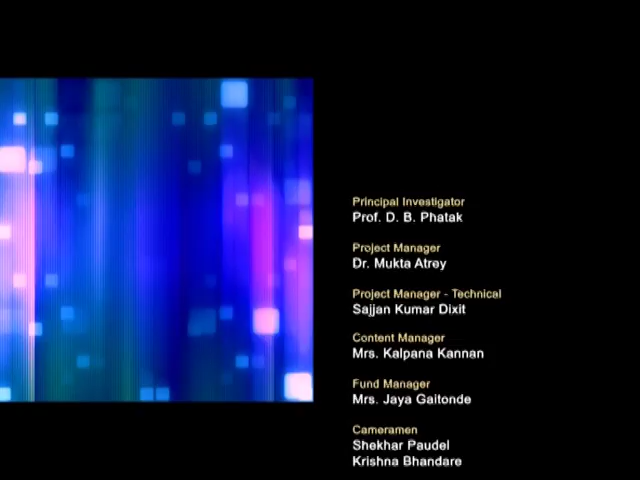 Principal Investigator
Prof. D. B. Phatak
Project Manager
Dr. Mukta Atrey
Project Manager - Technical
Sajjan Kumar Dixit
Content Manager
Mrs. Kalpana Kannan
Fund Manager
Mrs. Jaya Gaitonde
Cameramen
Shekhar Paudel
Krishna Bhandare